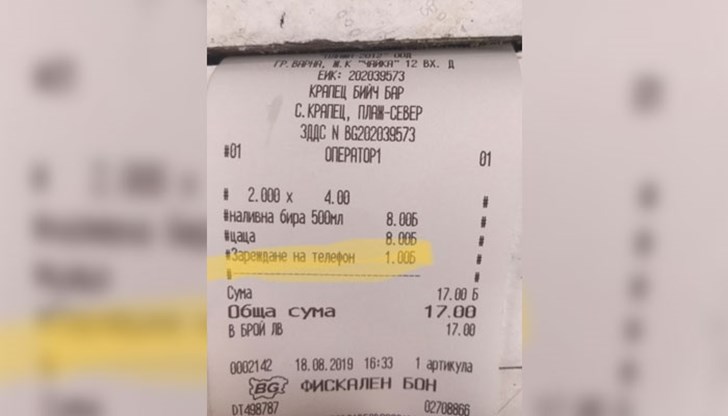 ГР.ВАРНА, Ж.К "ЧАЙКА" 12 ВХ. Д
ЕИК: 202039573
КРАПЕЦ БИЙЧ БАР
С.КРАПЕЦ, ПЛАЖ-СЕВЕР
ЗДДС N BG202039573
#01 ОПЕРАТОР1 01
# 2.000 x 4.00 #
#наливна бира 500мл 8.00Б #
#цаца 8.00Б #
#Зареждане на телефон 1.00Б #
# #
Сума 17.00 Б
Обща сума 17.00
В БРОЙ ЛВ 17.00
0002142 18.08.2019 16:33 1 артикула
BG ФИСКАЛЕН БОН
DT498787 02708866